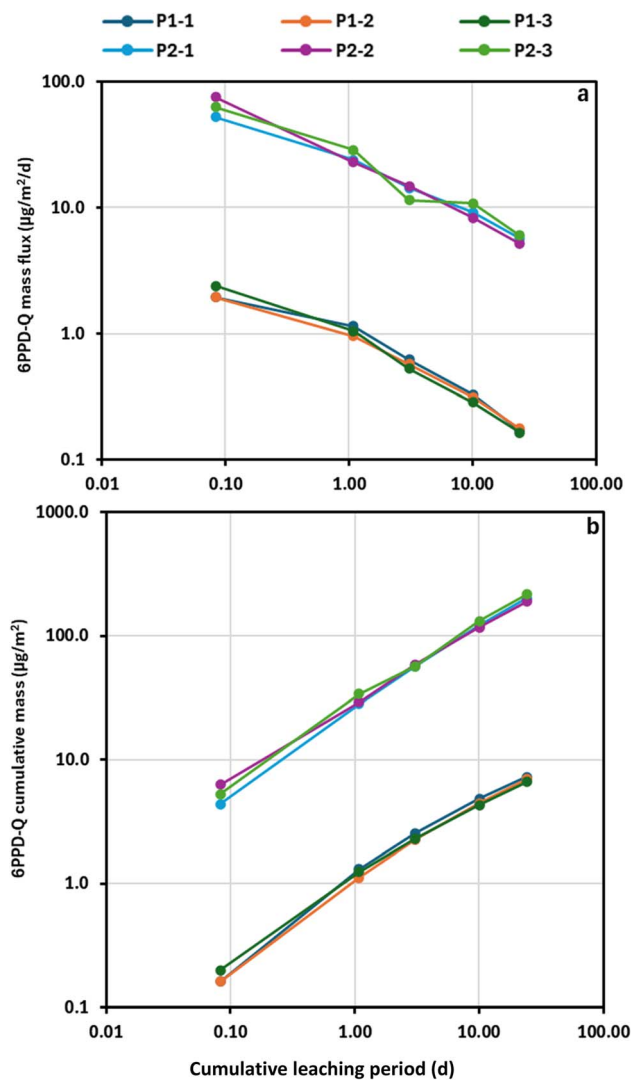 P1-1 P1-2 P1-3
P2-1 P2-2 P2-3
a
6PPD-Q mass flux (µg/m²/d)
100.0
10.0
1.0
0.1
0.01 0.10 1.00 10.00 100.00
b
6PPD-Q cumulative mass (µg/m²)
1000.0
100.0
10.0
1.0
0.1
0.01 0.10 1.00 10.00 100.00
Cumulative leaching period (d)